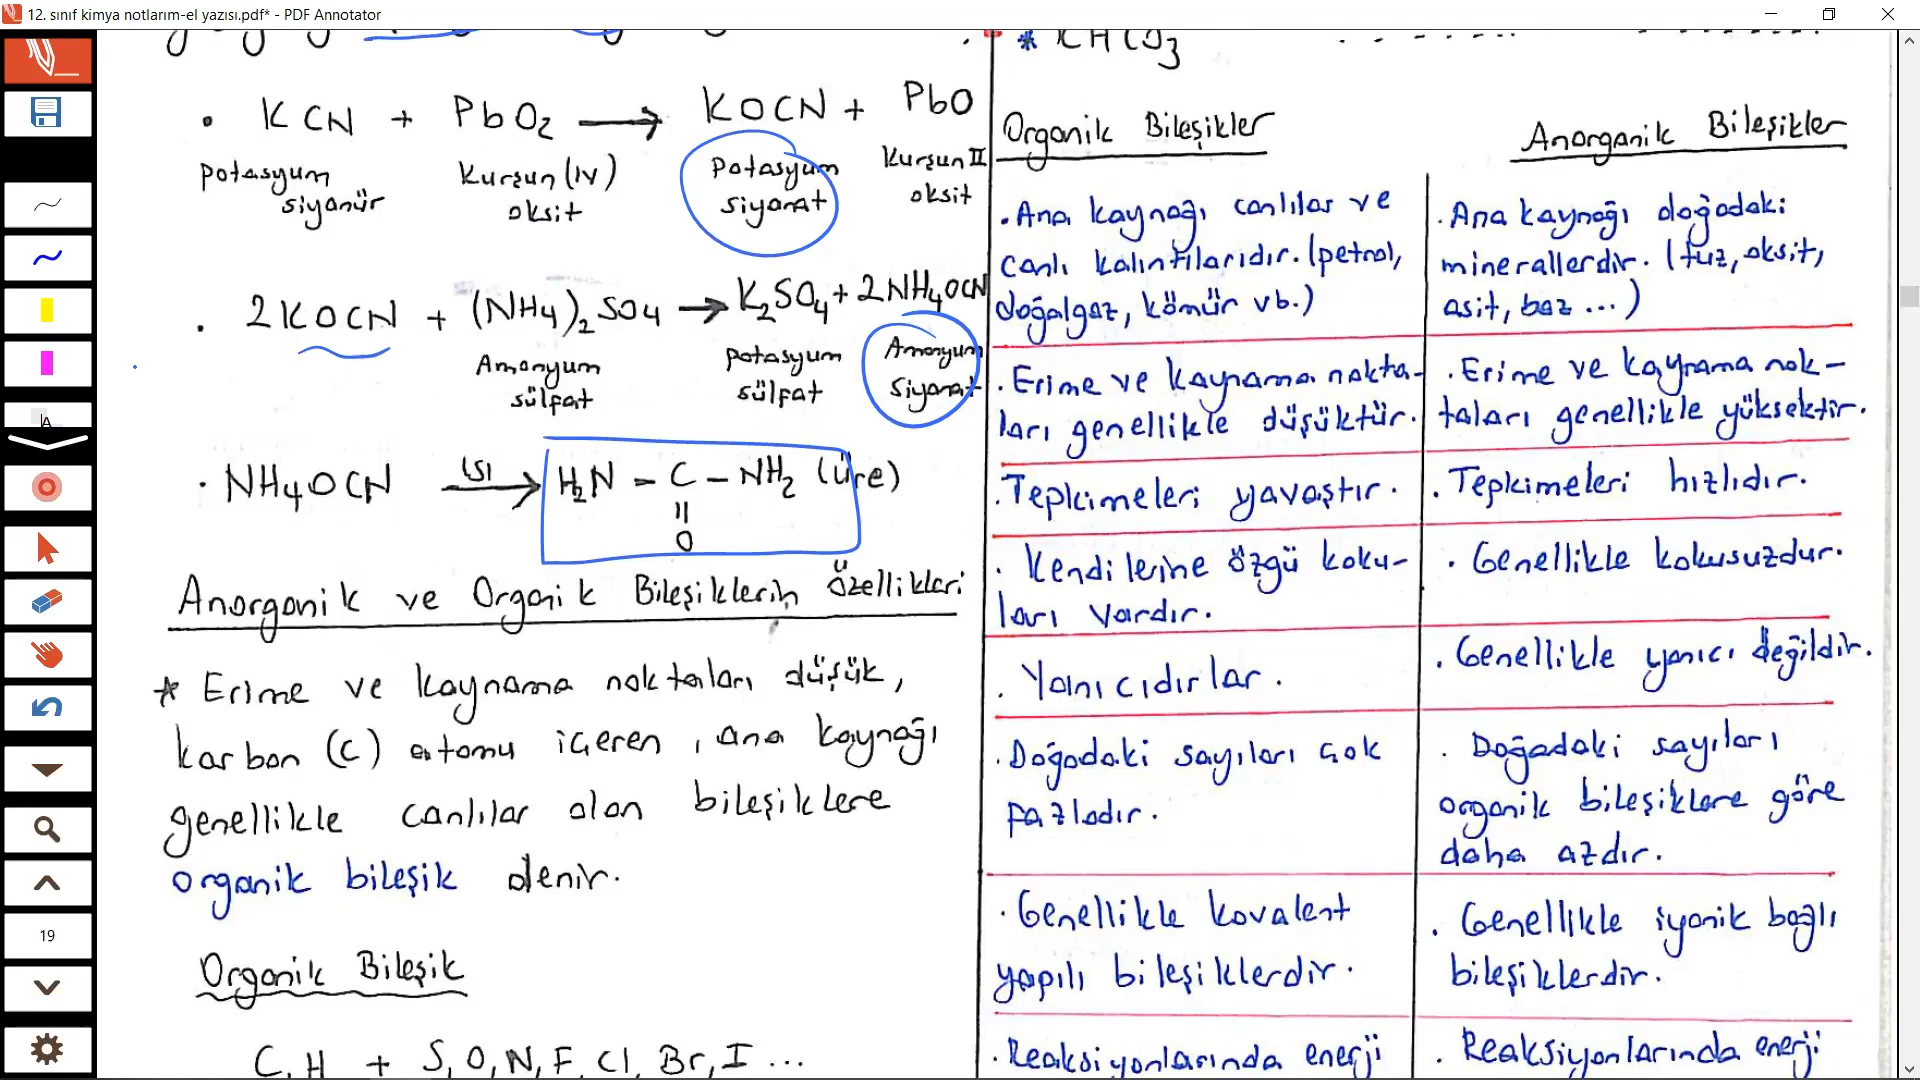 12. sınıf kimya notlarım-el yazısı.pdf* - PDF Annotator
KCN + PbO2 → KOCN + PbO
Potasyum siyanür
Kurşun (IV) oksit
Potasyum siyanat
Kurşun II oksit
2KOCN + (NH4)2SO4 → K2SO4 + 2NH4OCN
Amonyum sülfat
Potasyum sülfat
Amonyum siyanat
NH4OCN ısı → H2N - C - NH2 (üre)
=
O
Anorganik ve Organik Bileşiklerin Özellikleri
* Erime ve kaynama noktaları düşük,
karbon (C) atomu içeren, ana kaynağı
genellikle canlılar olan bileşiklere
organik bileşik denir.
Organik Bileşik
C, H + S, O, N, F, Cl, Br, I ...
Organik Bileşikler
. Ana kaynağı canlılar ve
canlı kalıntılarıdır. (petrol,
doğalgaz, kömür vb.)
. Erime ve kaynama nokta-
ları genellikle düşüktür.
. Tepkimeleri yavaştır.
. Kendilerine özgü koku-
ları vardır.
. Yanıcıdırlar.
. Doğadaki sayıları çok
fazladır.
. Genellikle kovalent
yapılı bileşiklerdir.
. Reaksiyonlarında enerji
Anorganik Bileşikler
. Ana kaynağı doğadaki
minerallerdir. (tuz, oksit,
asit, baz ...)
. Erime ve kaynama nok-
taları genellikle yüksektir.
. Tepkimeleri hızlıdır.
. Genellikle kokusuzdur.
. Genellikle yanıcı değildir.
. Doğadaki sayıları
organik bileşiklere göre
daha azdır.
. Genellikle iyonik bağlı
bileşiklerdir.
. Reaksiyonlarında enerji
A
19